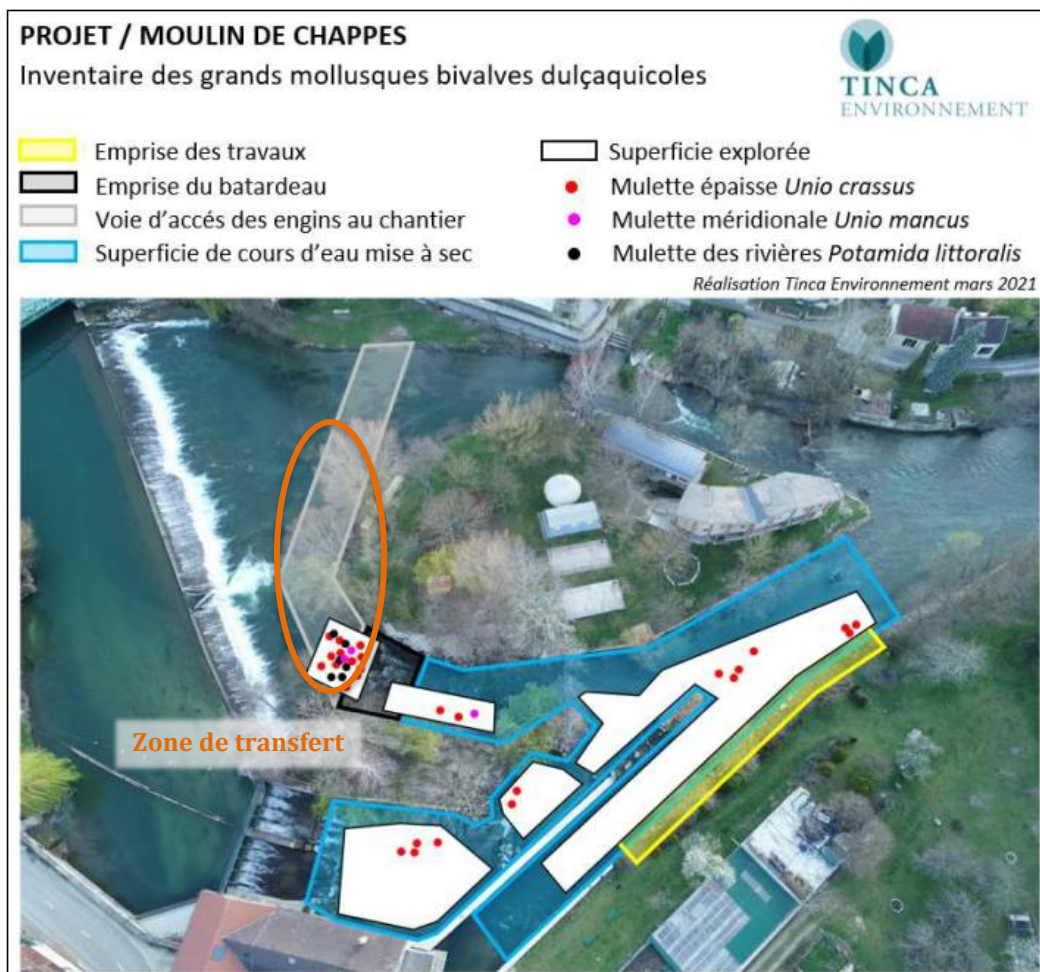 PROJET / MOULIN DE CHAPPES
Inventaire des grands mollusques bivalves dulçaquicoles
TINCA
ENVIRONNEMENT
Emprise des travaux
Emprise du batardeau
Voie d'accés des engins au chantier
Superficie de cours d'eau mise à sec
Superficie explorée
Mulette épaisse Unio crassus
Mulette méridionale Unio mancus
Mulette des rivières Potamida littoralis
Réalisation Tinca Environnement mars 2021
Zone de transfert